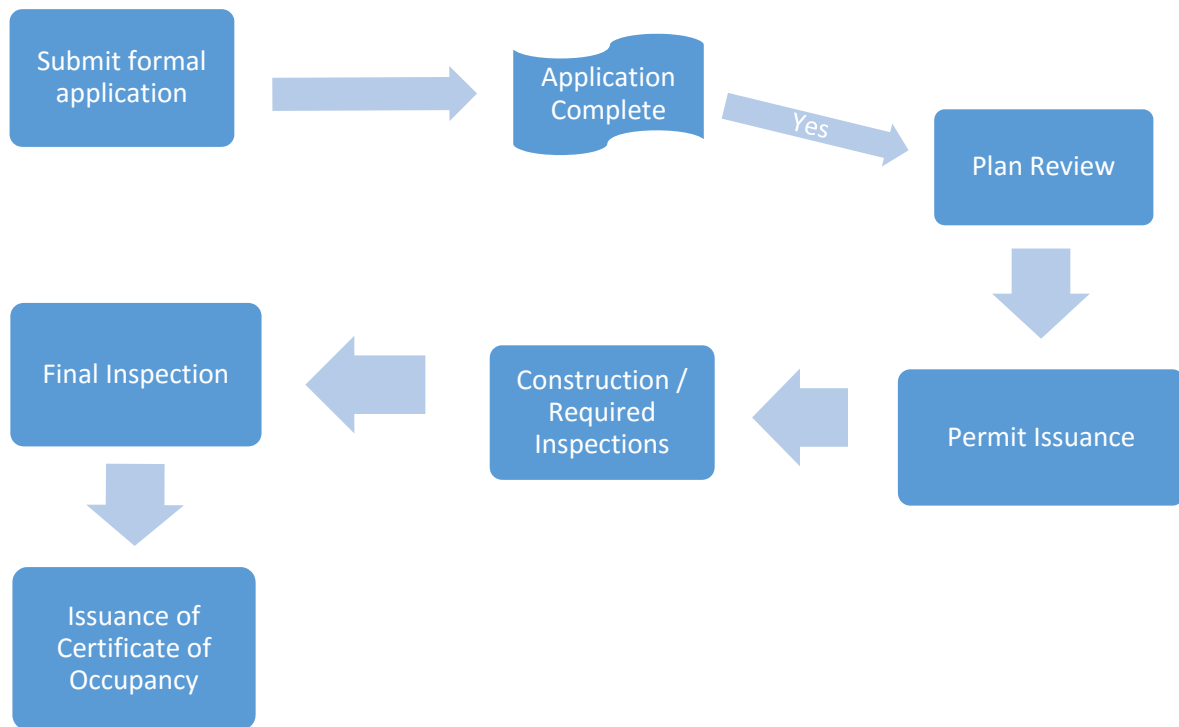 Submit formal
application
Application
Complete
Yes
Plan Review
Permit Issuance
Construction /
Required
Inspections
Final Inspection
Issuance of
Certificate of
Occupancy